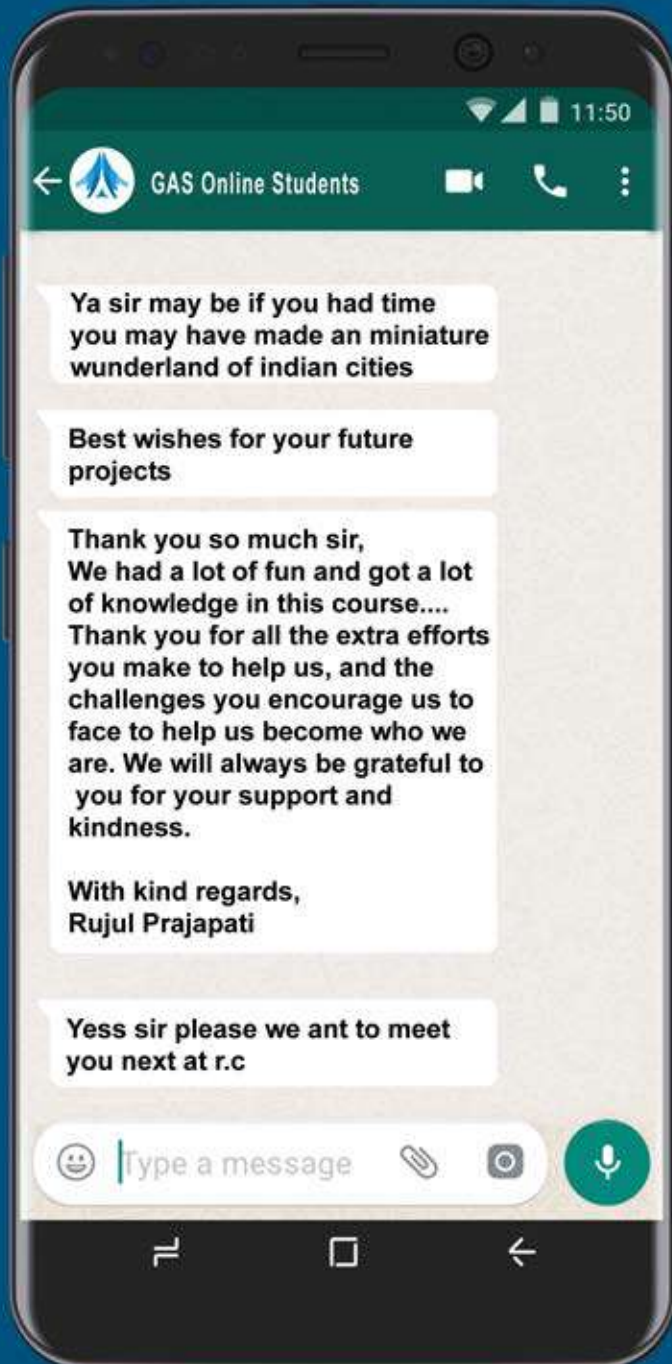 11:50
GAS Online Students
Ya sir may be if you had time
you may have made an miniature
wunderland of indian cities
Best wishes for your future
projects
Thank you so much sir,
We had a lot of fun and got a lot
of knowledge in this course....
Thank you for all the extra efforts
you make to help us, and the
challenges you encourage us to
face to help us become who we
are. We will always be grateful to
you for your support and
kindness.
With kind regards,
Rujul Prajapati
Yess sir please we ant to meet
you next at r.c
Type a message